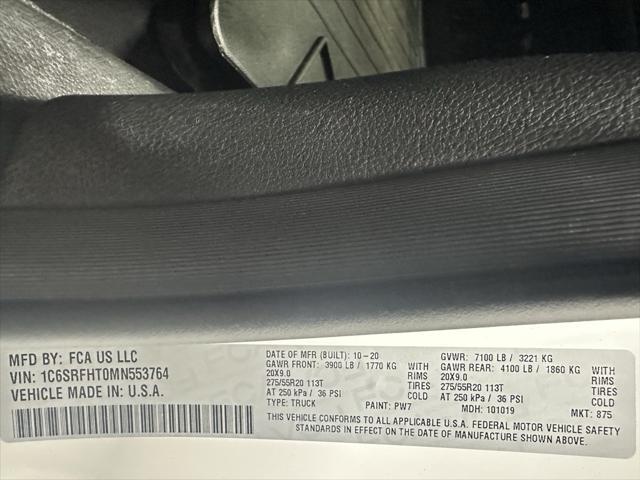 MFD BY: FCA US LLC
VIN: 1C6SRFHT0MN553764
VEHICLE MADE IN: U.S.A.
DATE OF MFR (BUILT): 10-20
GAWR FRONT: 3900 LB / 1770 KG
20X9.0 RIMS
275/55R20 113T TIRES
AT 250 kPa / 36 PSI COLD
TYPE: TRUCK PAINT: PW7
GVWR: 7100 LB / 3221 KG
GAWR REAR: 4100 LB / 1860 KG
20X9.0 RIMS
275/55R20 113T TIRES
AT 250 kPa / 36 PSI COLD
MDH: 101019 MKT: 875
THIS VEHICLE CONFORMS TO ALL APPLICABLE U.S.A. FEDERAL MOTOR VEHICLE SAFETY
STANDARDS IN EFFECT ON THE DATE OF MANUFACTURE SHOWN ABOVE.